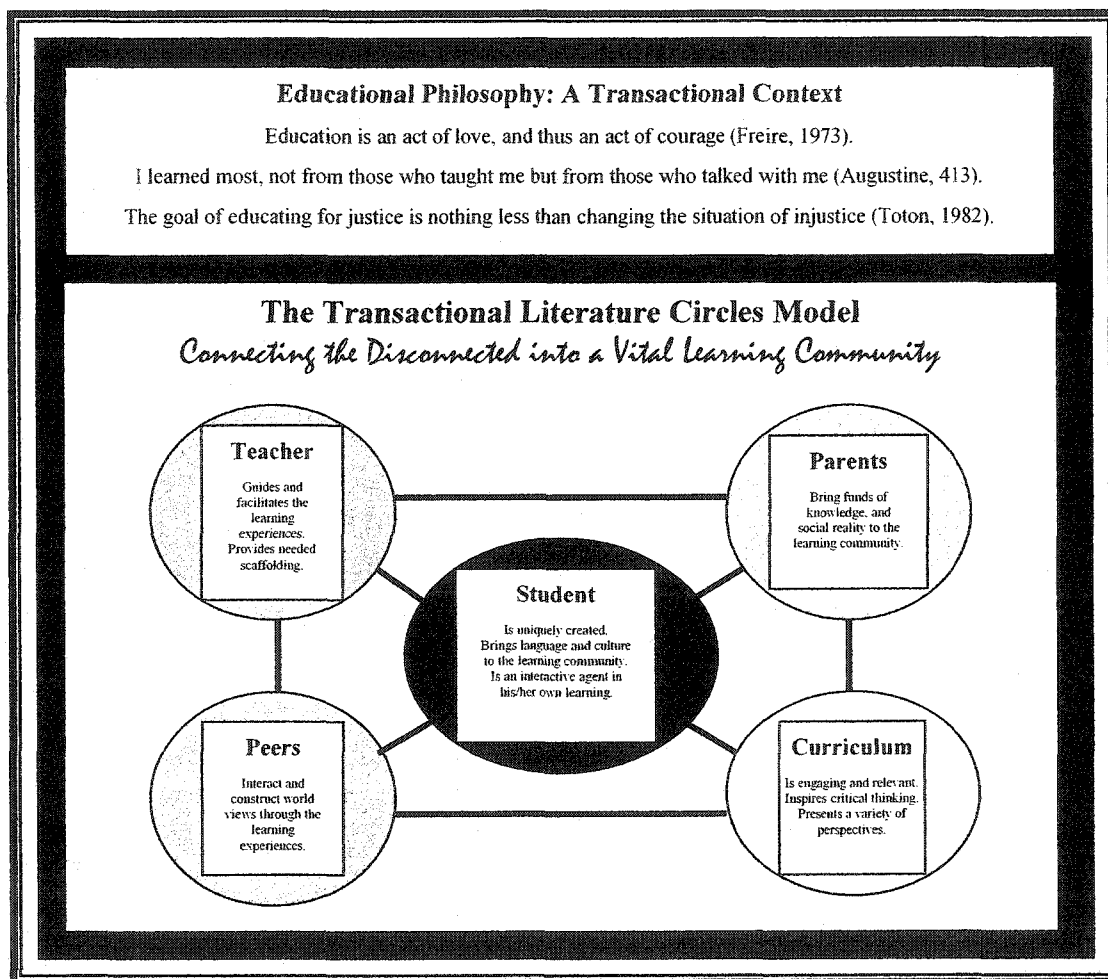 Educational Philosophy: A Transactional Context
Education is an act of love, and thus an act of courage (Freire, 1973).
I learned most, not from those who taught me but from those who talked with me (Augustine, 413).
The goal of educating for justice is nothing less than changing the situation of injustice (Toton, 1982).
The Transactional Literature Circles Model
Connecting the Disconnected into a Vital Learning Community
Teacher
Guides and
facilitates the
learning
experiences.
Provides needed
scaffolding.
Parents
Bring funds of
knowledge, and
social reality to the
learning community.
Student
Is uniquely created.
Brings language and culture
to the learning community.
Is an interactive agent in
his/her own learning.
Peers
Interact and
construct world
views through the
learning
experiences.
Curriculum
Is engaging and relevant.
Inspires critical thinking.
Presents a variety of
perspectives.